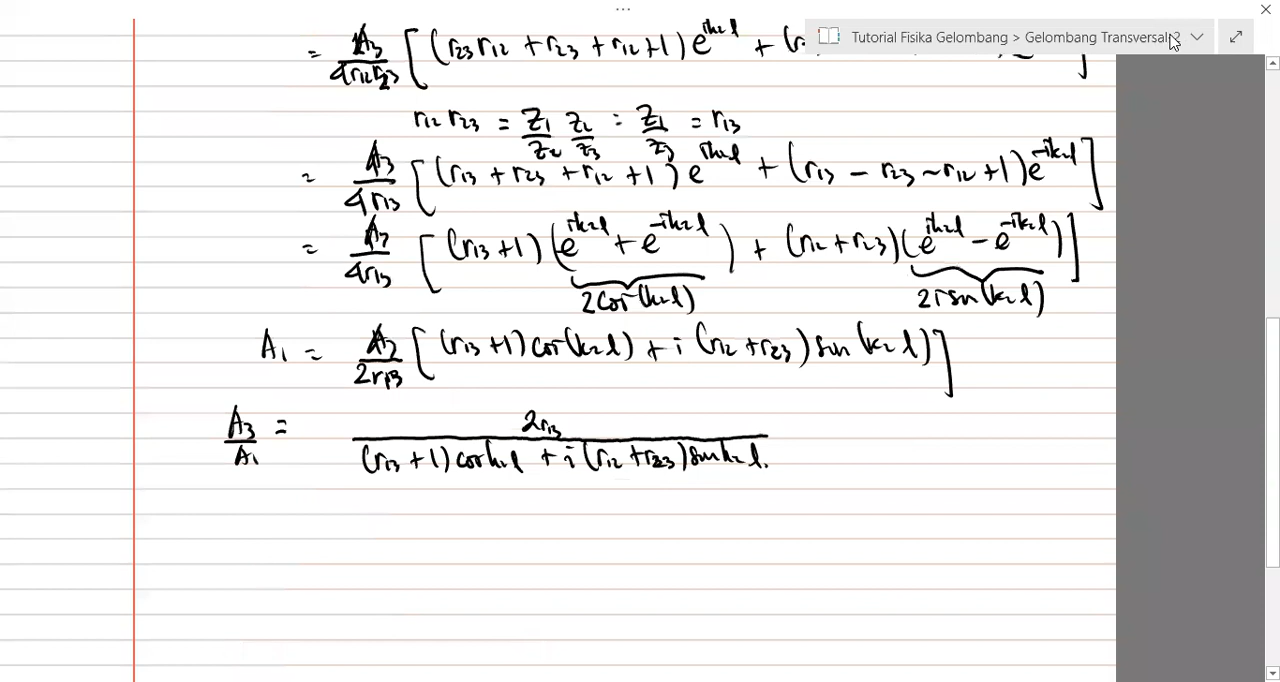 Tutorial Fisika Gelombang > Gelombang Transversal 2
= A₃/4r₁₂r₂₃ [(r₂₃r₁₂ + r₂₃ + r₁₂ + 1) e^{ik₂l} + (r
r₁₂ r₂₃ = Z₁/Z₂ Z₂/Z₃ = Z₁/Z₃ = r₁₃
= A₃/4r₁₃ [(r₁₃ + r₂₃ + r₁₂ + 1) e^{ik₂l} + (r₁₃ − r₂₃ − r₁₂ + 1) e^{−ik₂l}]
= A₃/4r₁₃ [(r₁₃ + 1)(e^{ik₂l} + e^{−ik₂l}) + (r₁₂ + r₂₃)(e^{ik₂l} − e^{−ik₂l})]
2cos(k₂l) 2i sin(k₂l)
A₁ = A₃/2r₁₃ [(r₁₃ + 1) cos(k₂l) + i (r₁₂ + r₂₃) sin(k₂l)]
A₃/A₁ = 2r₁₃/(r₁₃ + 1) cos k₂l + i (r₁₂ + r₂₃) sin k₂l.